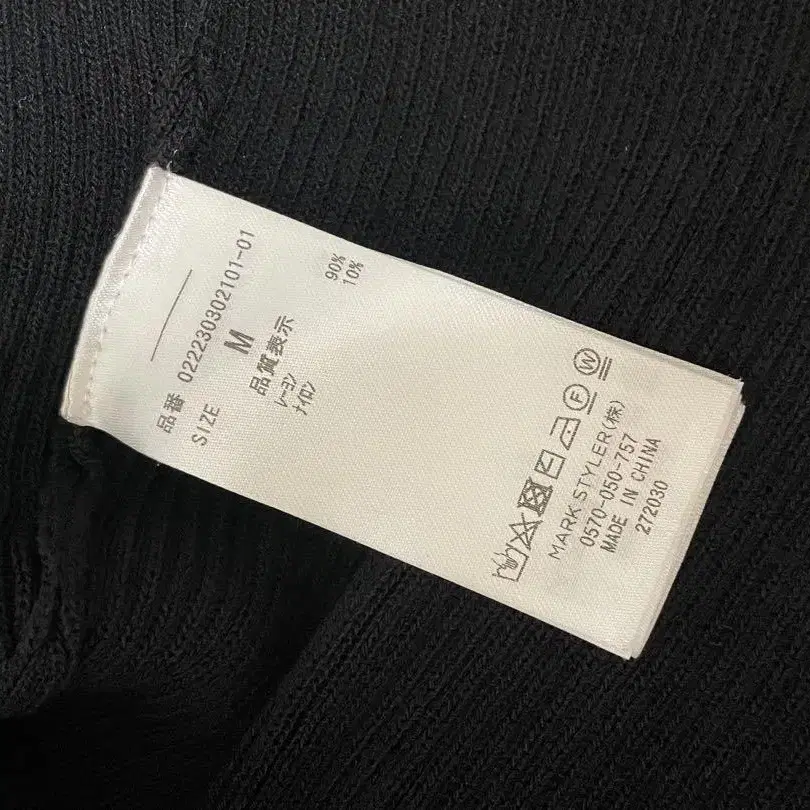 品番 022230302101-01
SIZE M
品質表示
レーヨン 90%
ナイロン 10%
F W
MARK STYLER(株)
0570-050-757
MADE IN CHINA
272030